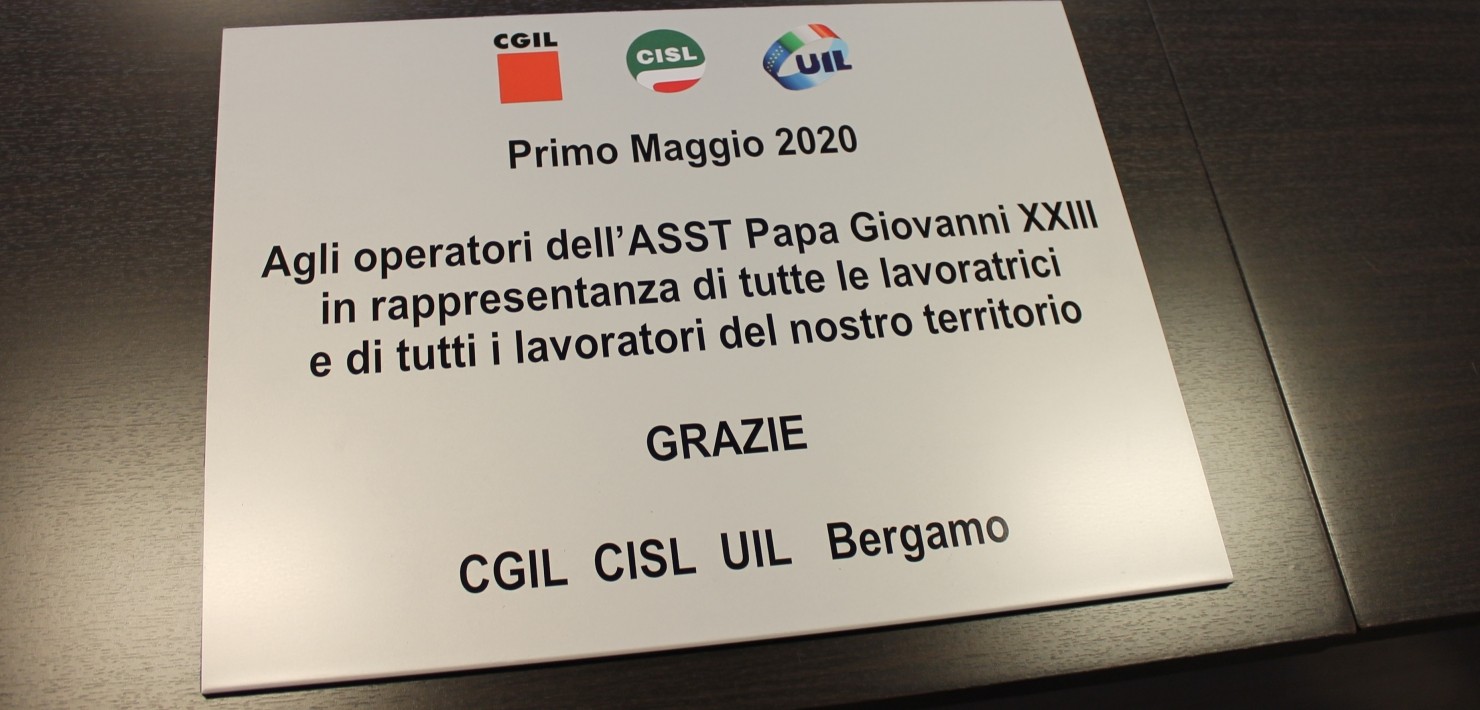 CGIL CISL UIL
Primo Maggio 2020
Agli operatori dell'ASST Papa Giovanni XXIII
in rappresentanza di tutte le lavoratrici
e di tutti i lavoratori del nostro territorio
GRAZIE
CGIL CISL UIL Bergamo